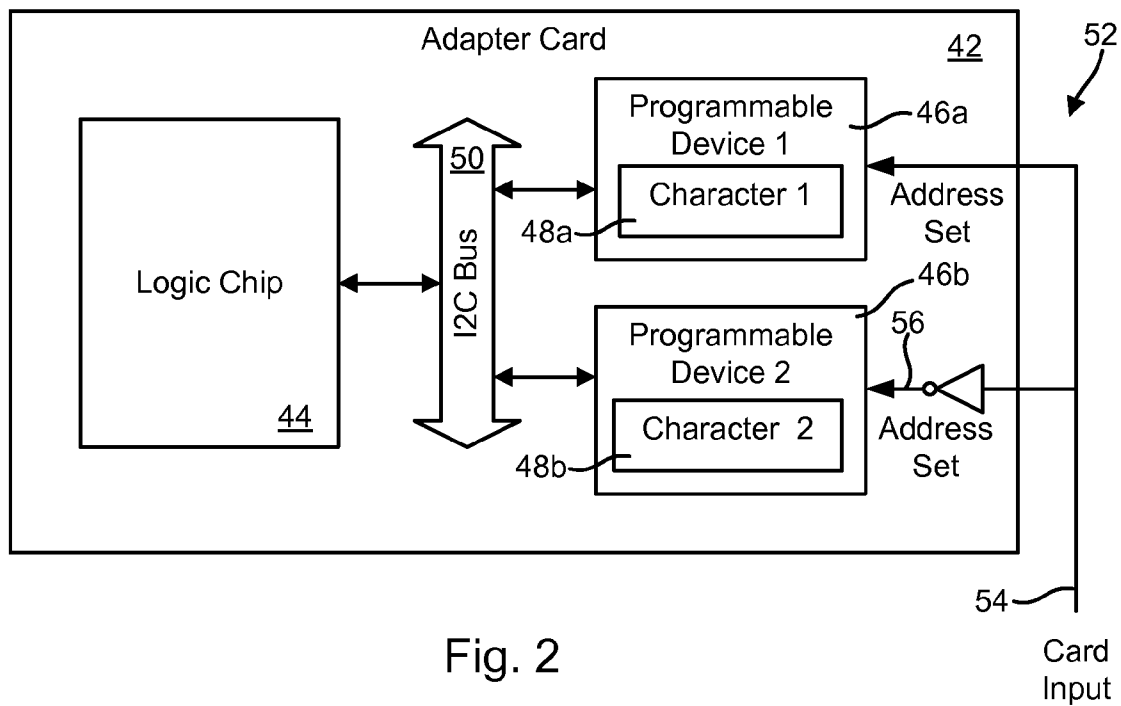 Adapter Card
42
52
Programmable
Device 1
46a
50
Character 1
48a
Address
Set
Logic Chip
I2C Bus
46b
Programmable
Device 2
56
44
Character 2
48b
Address
Set
54
Fig. 2
Card
Input